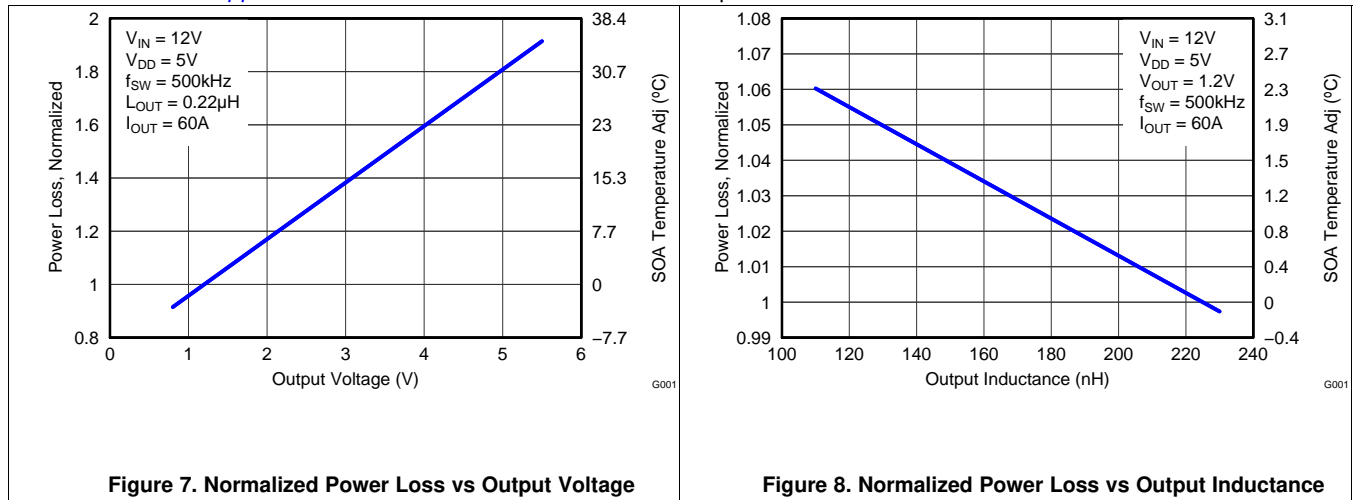 2
1.8
1.6
1.4
1.2
1
0.8
Power Loss, Normalized
V_IN = 12V
V_DD = 5V
f_SW = 500kHz
L_OUT = 0.22µH
I_OUT = 60A
38.4
30.7
23
15.3
7.7
0
−7.7
SOA Temperature Adj (ºC)
0 1 2 3 4 5 6
Output Voltage (V)
G001
Figure 7. Normalized Power Loss vs Output Voltage
1.08
1.07
1.06
1.05
1.04
1.03
1.02
1.01
1
0.99
Power Loss, Normalized
V_IN = 12V
V_DD = 5V
V_OUT = 1.2V
f_SW = 500kHz
I_OUT = 60A
3.1
2.7
2.3
1.9
1.5
1.2
0.8
0.4
0
−0.4
SOA Temperature Adj (ºC)
100 120 140 160 180 200 220 240
Output Inductance (nH)
G001
Figure 8. Normalized Power Loss vs Output Inductance